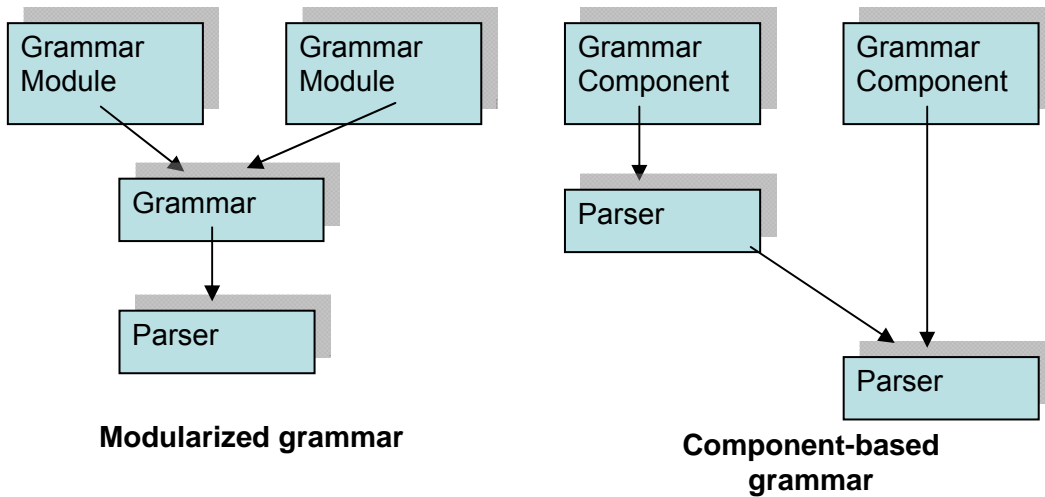 Grammar
Module
Grammar
Module
Grammar
Parser
Modularized grammar
Grammar
Component
Grammar
Component
Parser
Parser
Component-based
grammar